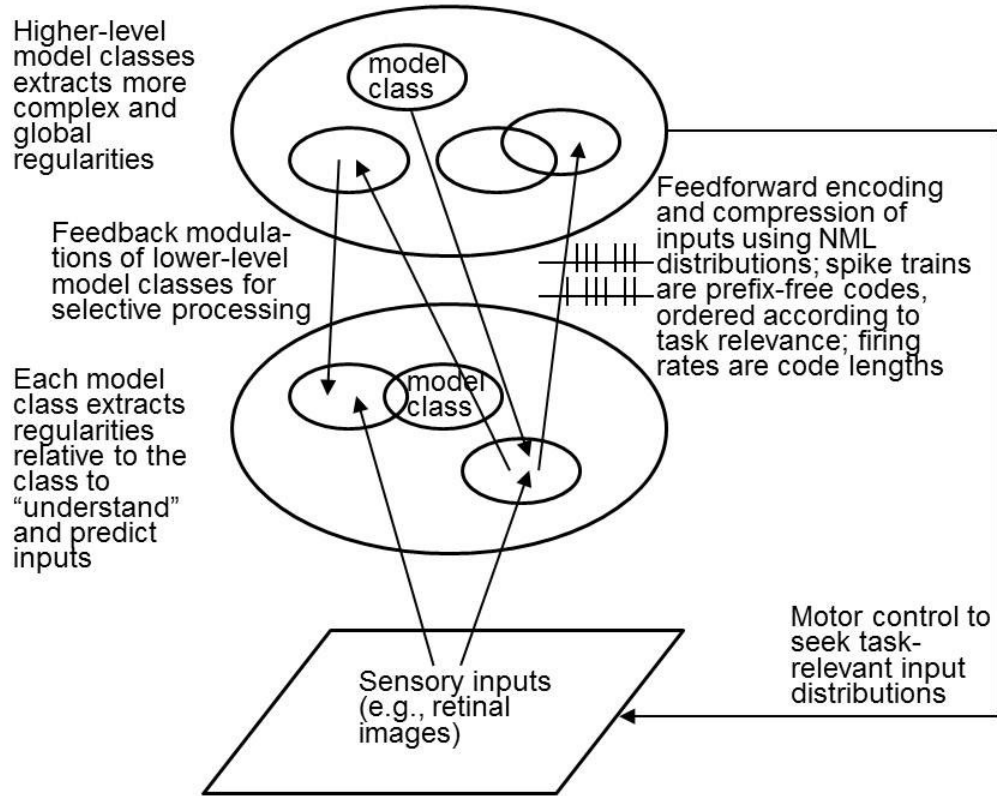 Higher-level
model classes
extracts more
complex and
global
regularities
model
class
Feedback modula-
tions of lower-level
model classes for
selective processing
Feedforward encoding
and compression of
inputs using NML
distributions; spike trains
are prefix-free codes,
ordered according to
task relevance; firing
rates are code lengths
Each model
class extracts
regularities
relative to the
class to
“understand”
and predict
inputs
model
class
Motor control to
seek task-
relevant input
distributions
Sensory inputs
(e.g., retinal
images)